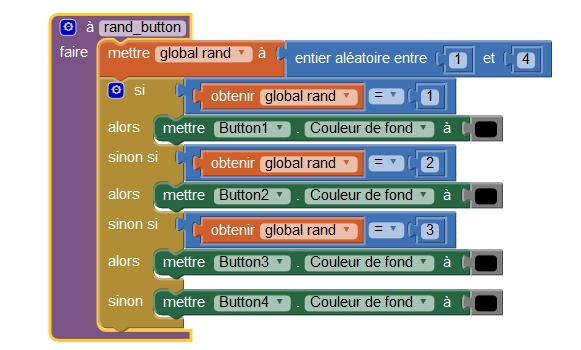 à rand_button
faire mettre global rand à entier aléatoire entre 1 et 4
si obtenir global rand = 1
alors mettre Button1 . Couleur de fond à
sinon si obtenir global rand = 2
alors mettre Button2 . Couleur de fond à
sinon si obtenir global rand = 3
alors mettre Button3 . Couleur de fond à
sinon mettre Button4 . Couleur de fond à